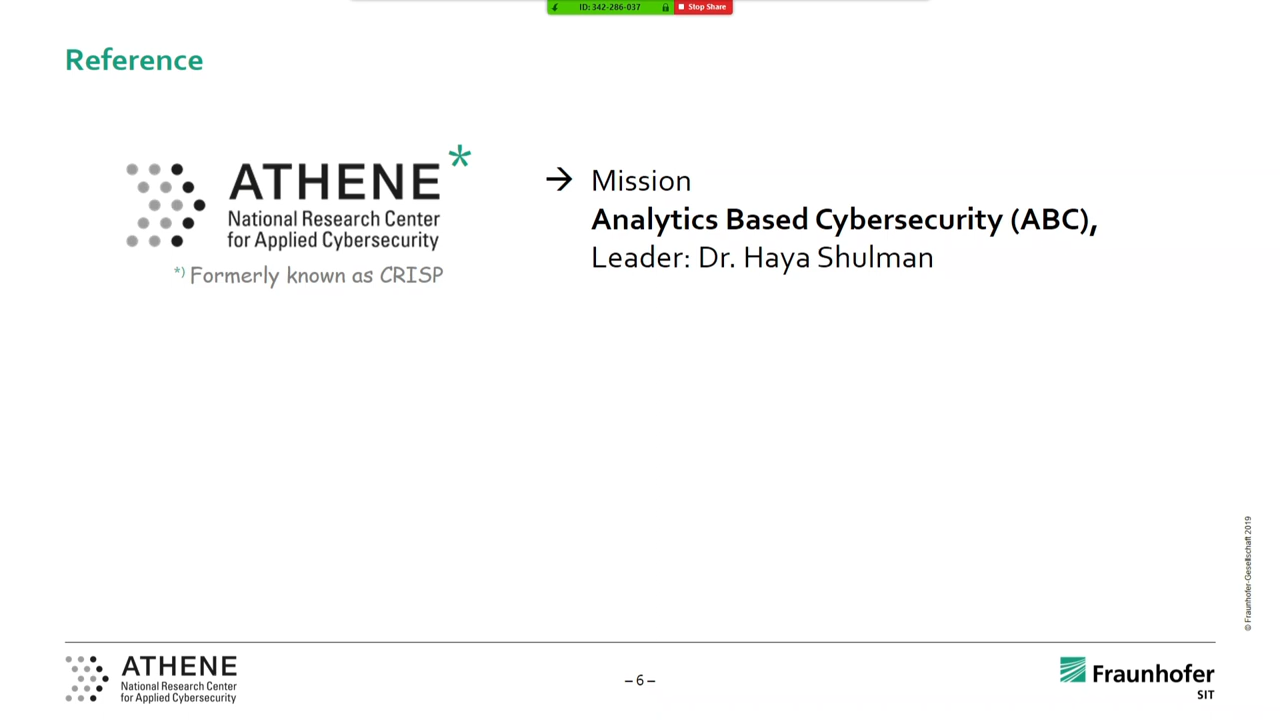 ID: 342-286-037
Stop Share
Reference
ATHENE*
National Research Center
for Applied Cybersecurity
*) Formerly known as CRISP
→ Mission
Analytics Based Cybersecurity (ABC),
Leader: Dr. Haya Shulman
© Fraunhofer-Gesellschaft 2019
ATHENE
National Research Center
for Applied Cybersecurity
– 6 –
Fraunhofer
SIT